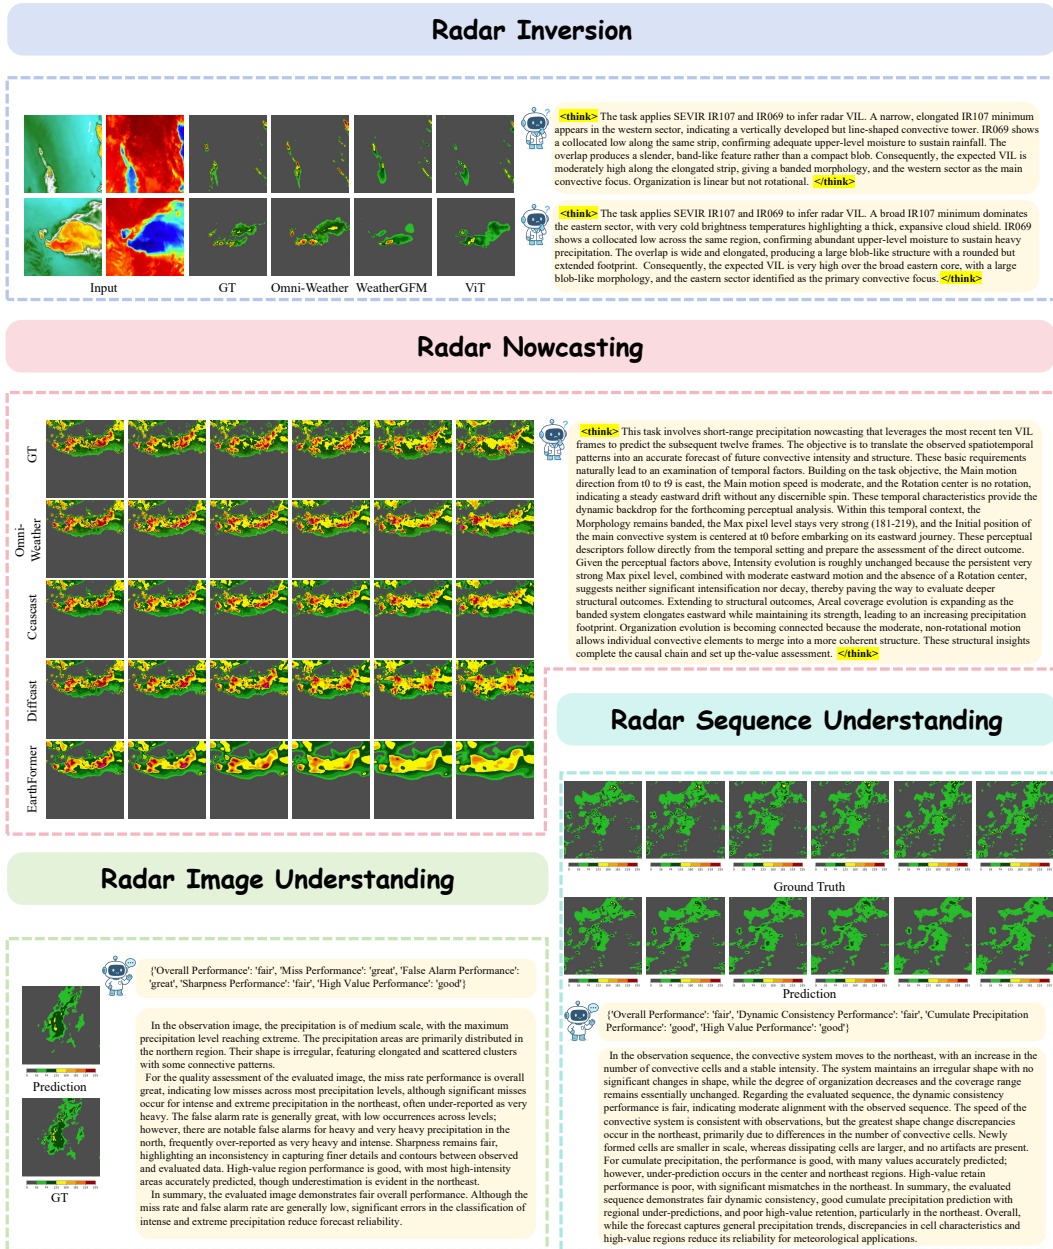 Radar Inversion
<think> The task applies SEVIR IR107 and IR069 to infer radar VIL. A narrow, elongated IR107 minimum
appears in the western sector, indicating a vertically developed but line-shaped convective tower. IR069 shows
a collocated low along the same strip, confirming adequate upper-level moisture to sustain rainfall. The
overlap produces a slender, band-like feature rather than a compact blob. Consequently, the expected VIL is
moderately high along the elongated strip, giving a banded morphology, and the western sector as the main
convective focus. Organization is linear but not rotational. </think>
<think> The task applies SEVIR IR107 and IR069 to infer radar VIL. A broad IR107 minimum dominates
the eastern sector, with very cold brightness temperatures highlighting a thick, expansive cloud shield. IR069
shows a collocated low across the same region, confirming abundant upper-level moisture to sustain heavy
precipitation. The overlap is wide and elongated, producing a large blob-like structure with a rounded but
extended footprint. Consequently, the expected VIL is very high over the broad eastern core, with a large
blob-like morphology, and the eastern sector identified as the primary convective focus. </think>
Input GT Omni-Weather WeatherGFM ViT
Radar Nowcasting
GT
Omni-
Weather
Ccascast
Diffcast
EarthFormer
<think> This task involves short-range precipitation nowcasting that leverages the most recent ten VIL
frames to predict the subsequent twelve frames. The objective is to translate the observed spatiotemporal
patterns into an accurate forecast of future convective intensity and structure. These basic requirements
naturally lead to an examination of temporal factors. Building on the task objective, the Main motion
direction from t0 to t9 is east, the Main motion speed is moderate, and the Rotation center is no rotation,
indicating a steady eastward drift without any discernible spin. These temporal characteristics provide the
dynamic backdrop for the forthcoming perceptual analysis. Within this temporal context, the
Morphology remains banded, the Max pixel level stays very strong (181-219), and the Initial position of
the main convective system is centered at t0 before embarking on its eastward journey. These perceptual
descriptors follow directly from the temporal setting and prepare the assessment of the direct outcome.
Given the perceptual factors above, Intensity evolution is roughly unchanged because the persistent very
strong Max pixel level, combined with moderate eastward motion and the absence of a Rotation center,
suggests neither significant intensification nor decay, thereby paving the way to evaluate deeper
structural outcomes. Extending to structural outcomes, Areal coverage evolution is expanding as the
banded system elongates eastward while maintaining its strength, leading to an increasing precipitation
footprint. Organization evolution is becoming connected because the moderate, non-rotational motion
allows individual convective elements to merge into a more coherent structure. These structural insights
complete the causal chain and set up the-value assessment. </think>
Radar Sequence Understanding
Ground Truth
Prediction
{'Overall Performance': 'fair', 'Dynamic Consistency Performance': 'fair', 'Cumulate Precipitation
Performance': 'good', 'High Value Performance': 'good'}
In the observation sequence, the convective system moves to the northeast, with an increase in the
number of convective cells and a stable intensity. The system maintains an irregular shape with no
significant changes in shape, while the degree of organization decreases and the coverage range
remains essentially unchanged. Regarding the evaluated sequence, the dynamic consistency
performance is fair, indicating moderate alignment with the observed sequence. The speed of the
convective system is consistent with observations, but the greatest shape change discrepancies
occur in the northeast, primarily due to differences in the number of convective cells. Newly
formed cells are smaller in scale, whereas dissipating cells are larger, and no artifacts are present.
For cumulate precipitation, the performance is good, with many values accurately predicted;
however, under-prediction occurs in the center and northeast regions. High-value retain
performance is poor, with significant mismatches in the northeast. In summary, the evaluated
sequence demonstrates fair dynamic consistency, good cumulate precipitation prediction with
regional under-predictions, and poor high-value retention, particularly in the northeast. Overall,
while the forecast captures general precipitation trends, discrepancies in cell characteristics and
high-value regions reduce its reliability for meteorological applications.
Radar Image Understanding
Prediction
GT
{'Overall Performance': 'fair', 'Miss Performance': 'great', 'False Alarm Performance':
'great', 'Sharpness Performance': 'fair', 'High Value Performance': 'good'}
In the observation image, the precipitation is of medium scale, with the maximum
precipitation level reaching extreme. The precipitation areas are primarily distributed in
the northern region. Their shape is irregular, featuring elongated and scattered clusters
with some connective patterns.
For the quality assessment of the evaluated image, the miss rate performance is overall
great, indicating low misses across most precipitation levels, although significant misses
occur for intense and extreme precipitation in the northeast, often under-reported as very
heavy. The false alarm rate is generally great, with low occurrences across levels;
however, there are notable false alarms for heavy and very heavy precipitation in the
north, frequently over-reported as very heavy and intense. Sharpness remains fair,
highlighting an inconsistency in capturing finer details and contours between observed
and evaluated data. High-value region performance is good, with most high-intensity
areas accurately predicted, though underestimation is evident in the northeast.
In summary, the evaluated image demonstrates fair overall performance. Although the
miss rate and false alarm rate are generally low, significant errors in the classification of
intense and extreme precipitation reduce forecast reliability.